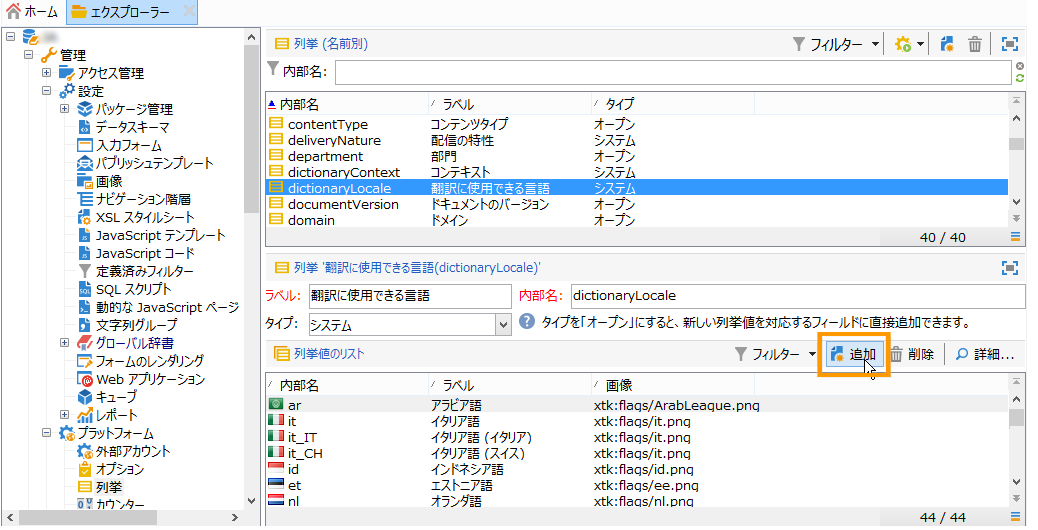 ホーム
エクスプローラー
管理
アクセス管理
設定
パッケージ管理
データスキーマ
入力フォーム
パブリッシュテンプレート
画像
ナビゲーション階層
XSL スタイルシート
JavaScript テンプレート
JavaScript コード
定義済みフィルター
SQL スクリプト
動的な JavaScript ページ
文字列グループ
グローバル辞書
フォームのレンダリング
Web アプリケーション
キューブ
レポート
プラットフォーム
外部アカウント
オプション
列挙
カウンター
列挙 (名前別)
フィルター
内部名:
内部名 ラベル タイプ
contentType コンテンツタイプ オープン
deliveryNature 配信の特性 システム
department 部門 オープン
dictionaryContext コンテキスト システム
dictionaryLocale 翻訳に使用できる言語 システム
documentVersion ドキュメントのバージョン オープン
domain ドメイン オープン
40 / 40
列挙 '翻訳に使用できる言語(dictionaryLocale)'
ラベル: 翻訳に使用できる言語 内部名: dictionaryLocale
タイプ: システム タイプを「オープン」にすると、新しい列挙値を対応するフィールドに直接追加できます。
列挙値のリスト フィルター 追加 削除 詳細...
内部名 ラベル 画像
ar アラビア語 xtk:flags/ArabLeague.png
it イタリア語 xtk:flags/it.png
it_IT イタリア語 (イタリア) xtk:flags/it.png
it_CH イタリア語 (スイス) xtk:flags/it.png
id インドネシア語 xtk:flags/id.png
et エストニア語 xtk:flags/ee.png
nl オランダ語 xtk:flags/nl.png
44 / 44